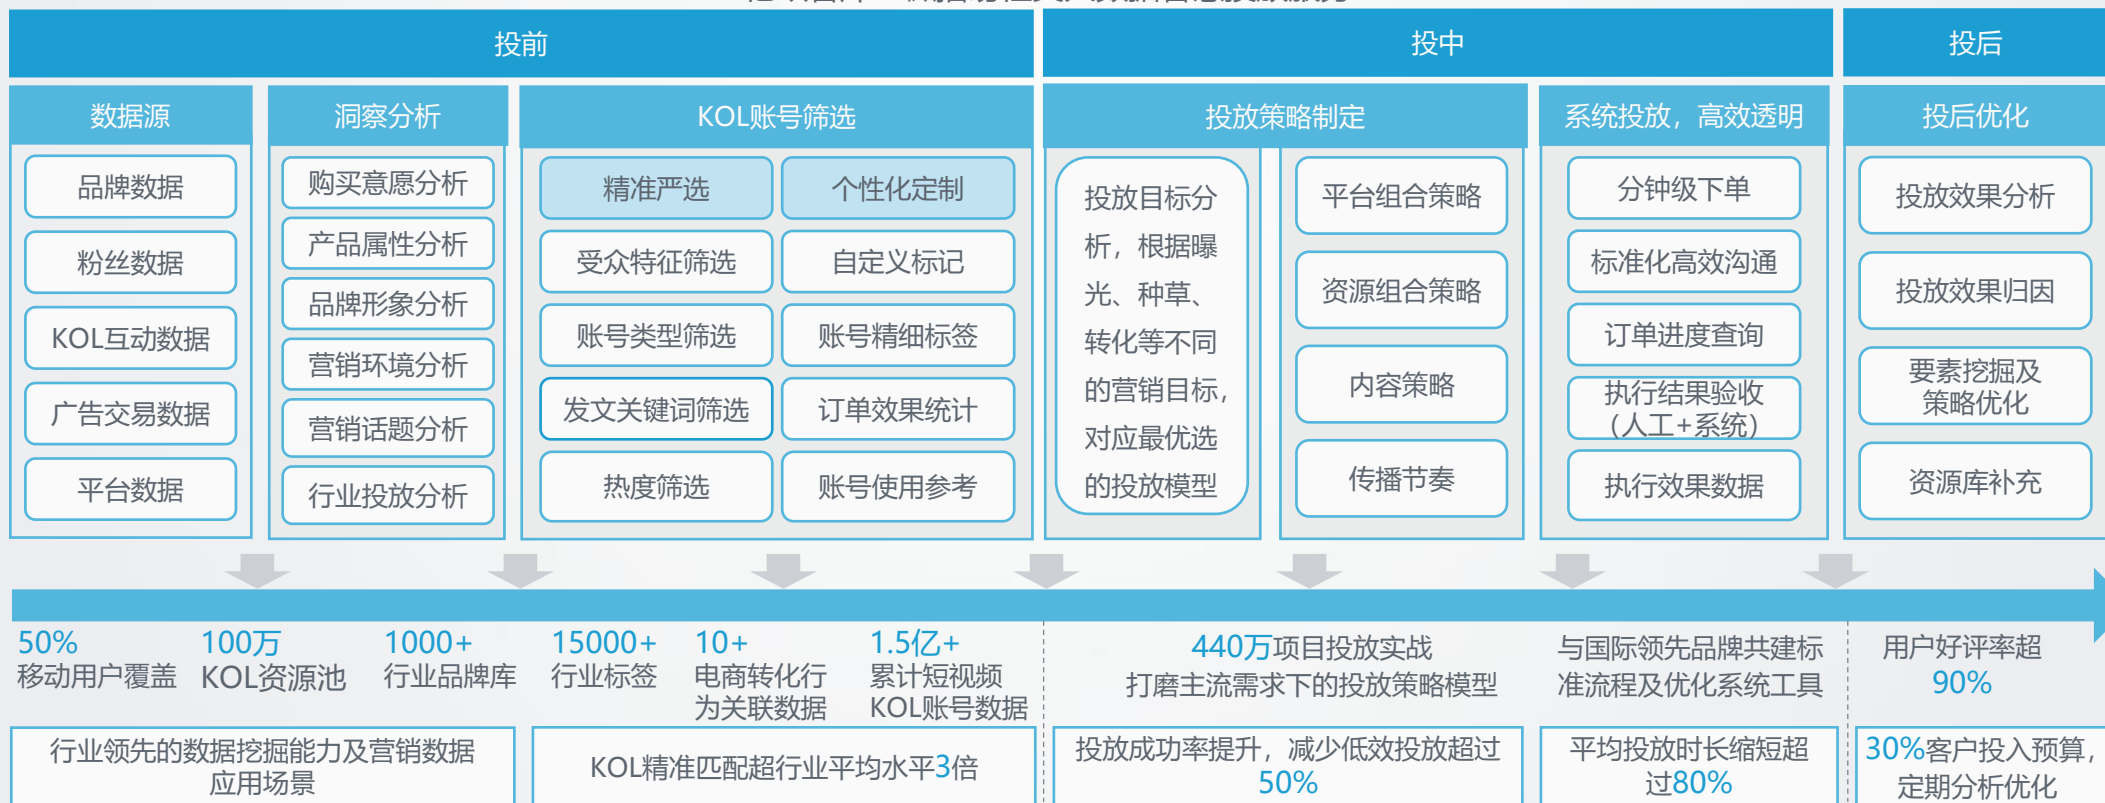 投前
投中
投后
数据源
洞察分析
KOL账号筛选
投放策略制定
系统投放，高效透明
投后优化
品牌数据
粉丝数据
KOL互动数据
广告交易数据
平台数据
购买意愿分析
产品属性分析
品牌形象分析
营销环境分析
营销话题分析
行业投放分析
精准严选
受众特征筛选
账号类型筛选
发文关键词筛选
热度筛选
个性化定制
自定义标记
账号精细标签
订单效果统计
账号使用参考
投放目标分
析，根据曝
光、种草、
转化等不同
的营销目标，
对应最优选
的投放模型
平台组合策略
资源组合策略
内容策略
传播节奏
分钟级下单
标准化高效沟通
订单进度查询
执行结果验收
（人工+系统）
执行效果数据
投放效果分析
投放效果归因
要素挖掘及
策略优化
资源库补充
50%
移动用户覆盖
100万
KOL资源池
1000+
行业品牌库
15000+
行业标签
10+
电商转化行
为关联数据
1.5亿+
累计短视频
KOL账号数据
440万项目投放实战
打磨主流需求下的投放策略模型
与国际领先品牌共建标
准流程及优化系统工具
用户好评率超
90%
行业领先的数据挖掘能力及营销数据
应用场景
KOL精准匹配超行业平均水平3倍
投放成功率提升，减少低效投放超过
50%
平均投放时长缩短超
过80%
30%客户投入预算，
定期分析优化